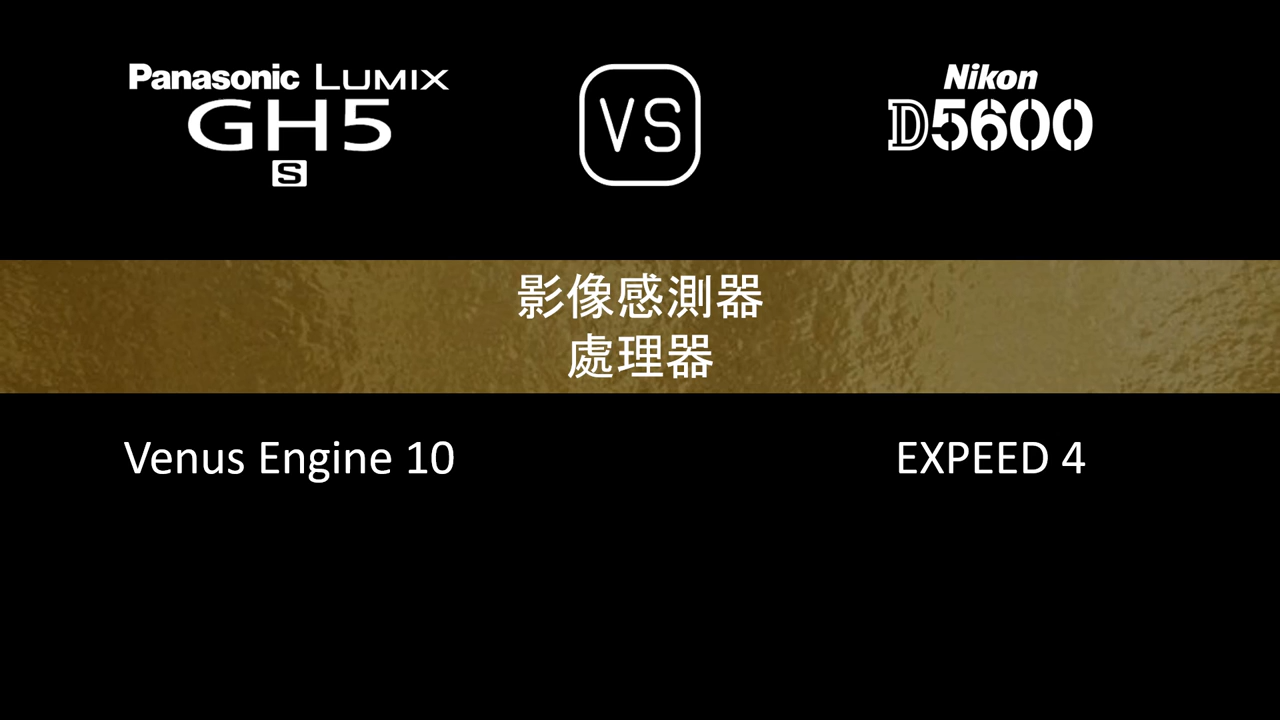 Panasonic LUMIX
GH5
S
VS
Nikon
D5600
影像感測器
處理器
Venus Engine 10
EXPEED 4